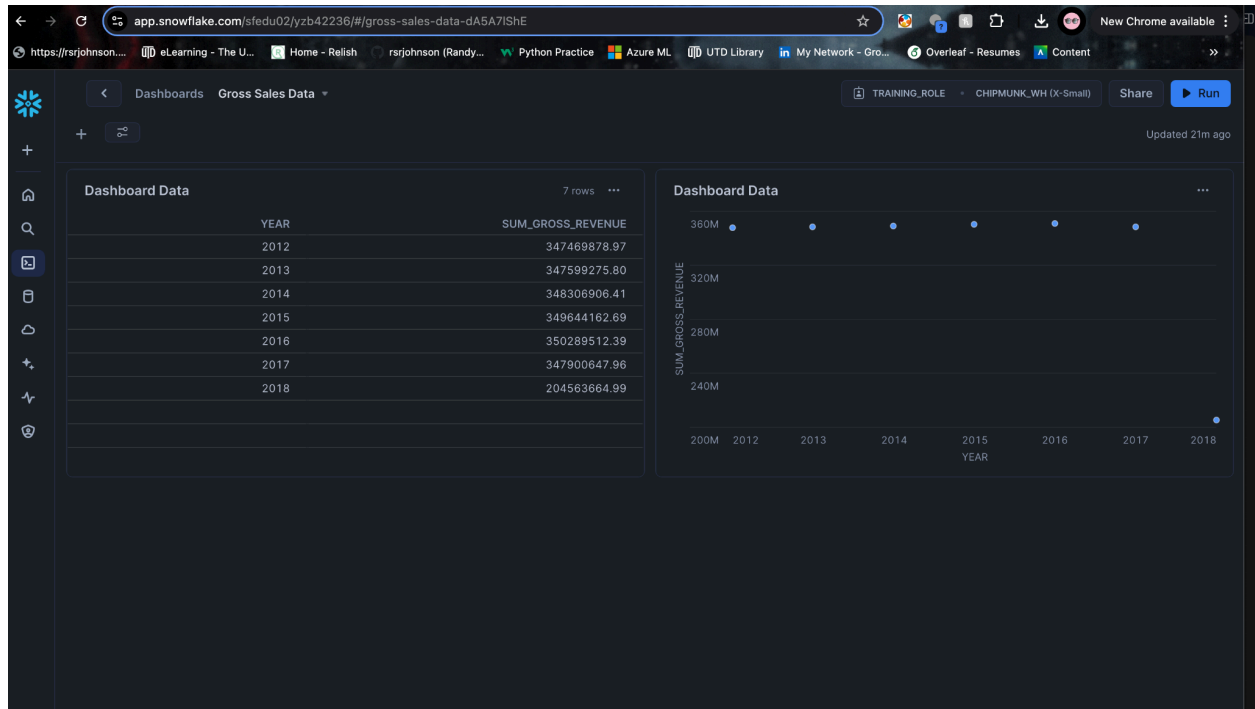 app.snowflake.com/sfedu02/yzb42236/#/gross-sales-data-dA5A7lShE
New Chrome available
https://rsrjohnson.... eLearning - The U... Home - Relish rsrjohnson (Randy... Python Practice Azure ML UTD Library My Network - Gro... Overleaf - Resumes Content
Dashboards Gross Sales Data
TRAINING_ROLE CHIPMUNK_WH (X-Small) Share Run
Updated 21m ago
Dashboard Data 7 rows
YEAR SUM_GROSS_REVENUE
2012 347469878.97
2013 347599275.80
2014 348306906.41
2015 349644162.69
2016 350289512.39
2017 347900647.96
2018 204563664.99
Dashboard Data
SUM_GROSS_REVENUE
360M
320M
280M
240M
200M 2012 2013 2014 2015 2016 2017 2018
YEAR